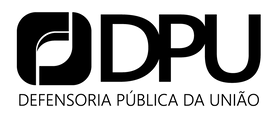 DPU
DEFENSORIA PÚBLICA DA UNIÃO